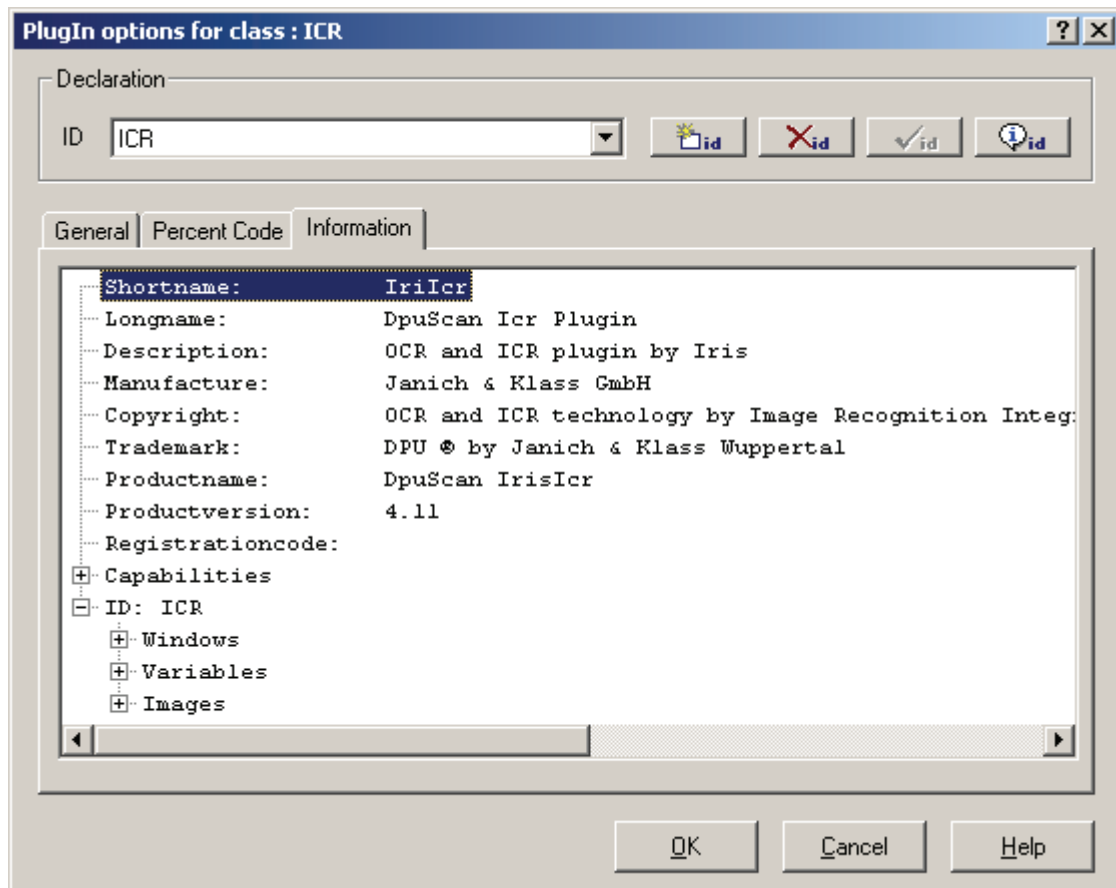 PlugIn options for class : ICR
Declaration
ID ICR id id id id
General Percent Code Information
Shortname: IriIcr
Longname: DpuScan Icr Plugin
Description: OCR and ICR plugin by Iris
Manufacture: Janich & Klass GmbH
Copyright: OCR and ICR technology by Image Recognition Integ
Trademark: DPU ® by Janich & Klass Wuppertal
Productname: DpuScan IrisIcr
Productversion: 4.11
Registrationcode:
Capabilities
ID: ICR
Windows
Variables
Images
OK Cancel Help